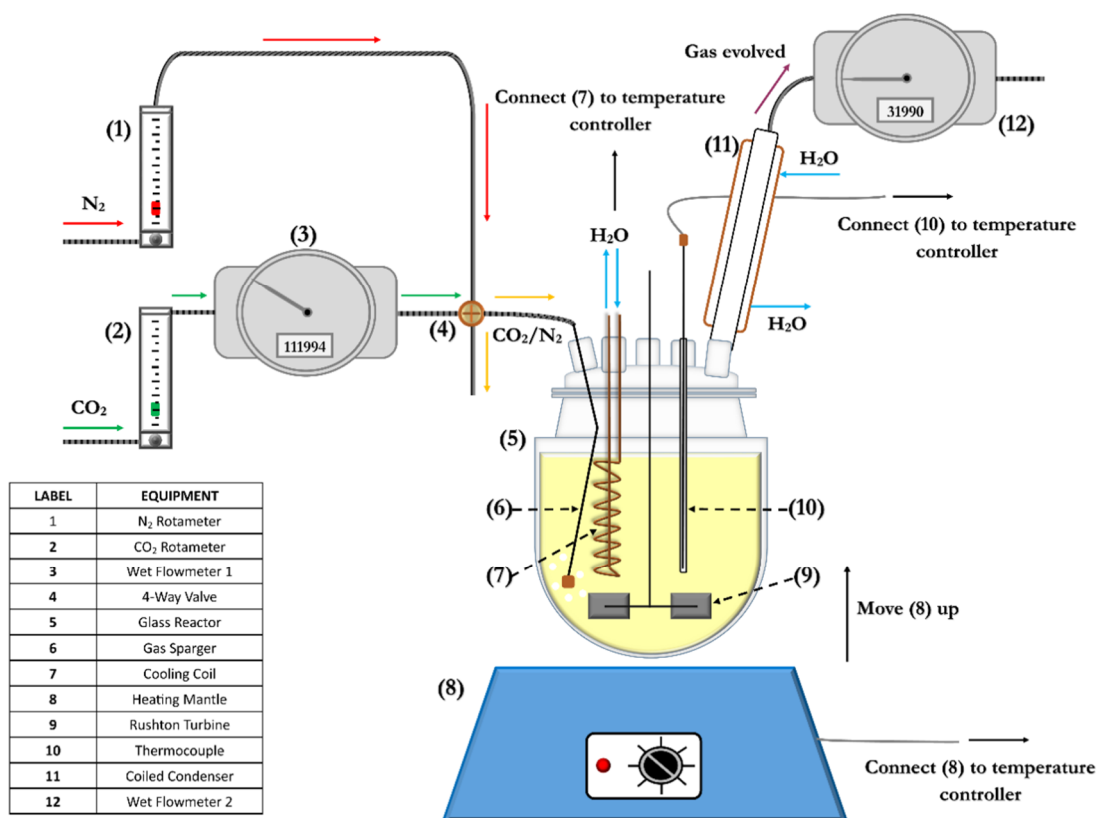 Gas evolved
31990
(12)
Connect (7) to temperature
controller
(1)
(11)
H₂O
N₂
Connect (10) to temperature
controller
(3)
H₂O
H₂O
(2)
111994
(4)
CO₂/N₂
CO₂
(5)
(6)
(10)
(7)
(9)
Move (8) up
(8)
Connect (8) to temperature
controller
LABEL EQUIPMENT
1 N₂ Rotameter
2 CO₂ Rotameter
3 Wet Flowmeter 1
4 4-Way Valve
5 Glass Reactor
6 Gas Sparger
7 Cooling Coil
8 Heating Mantle
9 Rushton Turbine
10 Thermocouple
11 Coiled Condenser
12 Wet Flowmeter 2